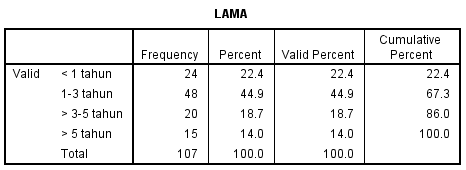 LAMA
Frequency Percent Valid Percent Cumulative Percent
Valid < 1 tahun 24 22.4 22.4 22.4
1-3 tahun 48 44.9 44.9 67.3
> 3-5 tahun 20 18.7 18.7 86.0
> 5 tahun 15 14.0 14.0 100.0
Total 107 100.0 100.0